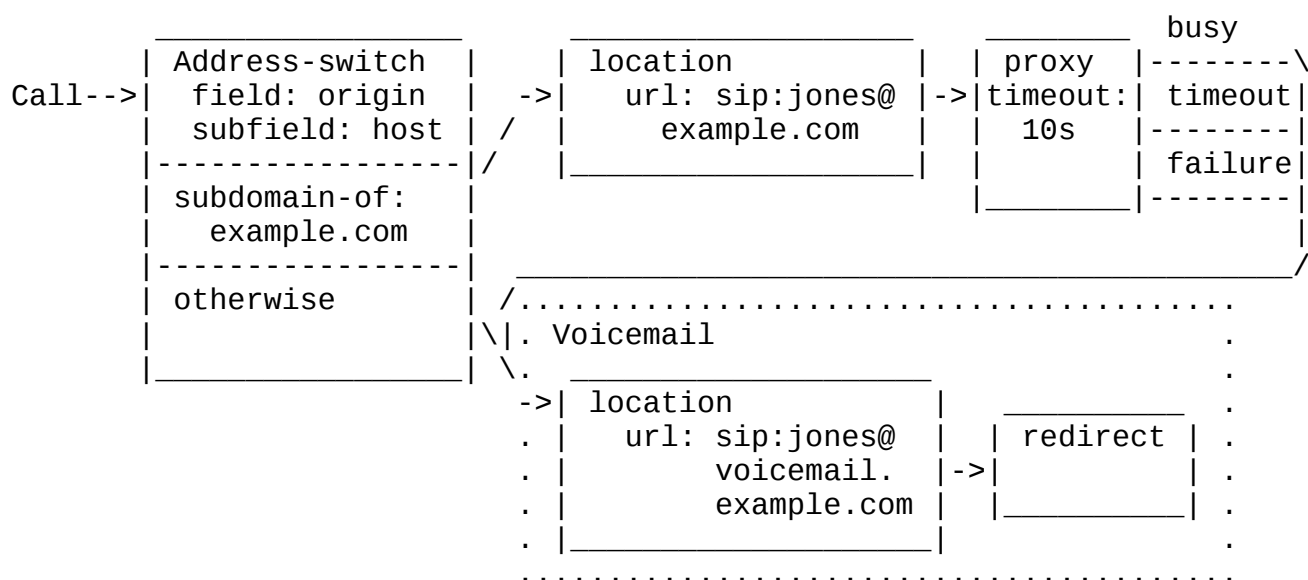 busy
Address-switch location proxy
Call--> field: origin url: sip:jones@ timeout: timeout
subfield: host example.com 10s
failure
subdomain-of:
example.com
otherwise
Voicemail
location
url: sip:jones@ redirect
voicemail.
example.com